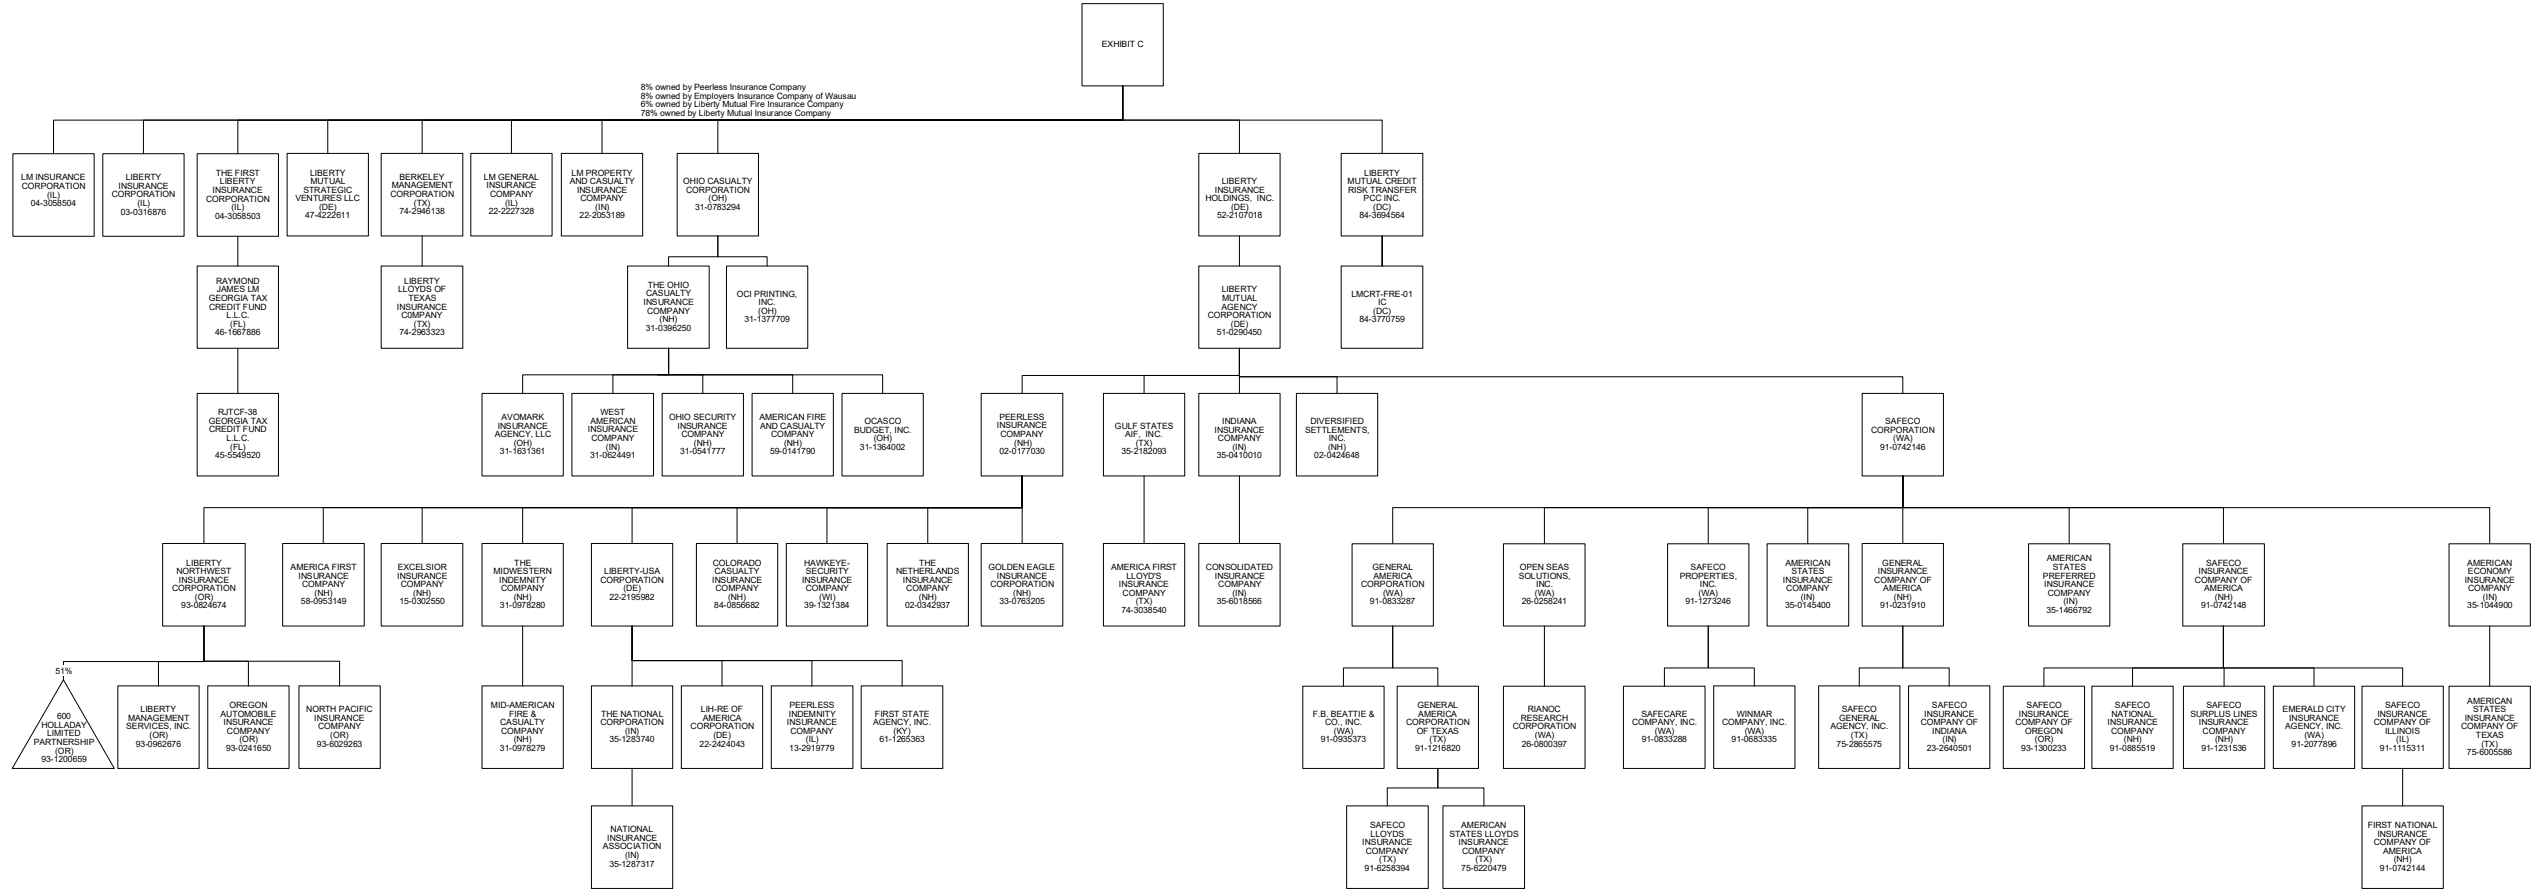 EXHIBIT C
8% owned by Peerless Insurance Company
8% owned by Employers Insurance Company of Wausau
6% owned by Liberty Mutual Fire Insurance Company
78% owned by Liberty Mutual Insurance Company
LM INSURANCE
CORPORATION
(IL)
04-3058504
LIBERTY
INSURANCE
CORPORATION
(IL)
03-0316876
THE FIRST
LIBERTY
INSURANCE
CORPORATION
(IL)
04-3058503
LIBERTY
MUTUAL
STRATEGIC
VENTURES LLC
(DE)
47-4222611
BERKELEY
MANAGEMENT
CORPORATION
(TX)
74-2946138
LM GENERAL
INSURANCE
COMPANY
(IL)
22-2227328
LM PROPERTY
AND CASUALTY
INSURANCE
COMPANY
(IN)
22-2053189
OHIO CASUALTY
CORPORATION
(OH)
31-0783294
LIBERTY
INSURANCE
HOLDINGS, INC.
(DE)
52-2107018
LIBERTY
MUTUAL CREDIT
RISK TRANSFER
PCC INC.
(DC)
84-3694564
RAYMOND
JAMES LM
GEORGIA TAX
CREDIT FUND
L.L.C.
(FL)
46-1667886
LIBERTY
LLOYDS OF
TEXAS
INSURANCE
C0MPANY
(TX)
74-2963323
THE OHIO
CASUALTY
INSURANCE
COMPANY
(NH)
31-0396250
OCI PRINTING,
INC.
(OH)
31-1377709
LIBERTY
MUTUAL
AGENCY
CORPORATION
(DE)
51-0290450
LMCRT-FRE-01
IC
(DC)
84-3770759
RJTCF-38
GEORGIA TAX
CREDIT FUND
L.L.C.
(FL)
45-5549520
AVOMARK
INSURANCE
AGENCY, LLC
(OH)
31-1631361
WEST
AMERICAN
INSURANCE
COMPANY
(IN)
31-0624491
OHIO SECURITY
INSURANCE
COMPANY
(NH)
31-0541777
AMERICAN FIRE
AND CASUALTY
COMPANY
(NH)
59-0141790
OCASCO
BUDGET, INC.
(OH)
31-1364002
PEERLESS
INSURANCE
COMPANY
(NH)
02-0177030
GULF STATES
AIF, INC.
(TX)
35-2182093
INDIANA
INSURANCE
COMPANY
(IN)
35-0410010
DIVERSIFIED
SETTLEMENTS,
INC.
(NH)
02-0424648
SAFECO
CORPORATION
(WA)
91-0742146
LIBERTY
NORTHWEST
INSURANCE
CORPORATION
(OR)
93-0824674
AMERICA FIRST
INSURANCE
COMPANY
(NH)
58-0953149
EXCELSIOR
INSURANCE
COMPANY
(NH)
15-0302550
THE
MIDWESTERN
INDEMNITY
COMPANY
(NH)
31-0978280
LIBERTY-USA
CORPORATION
(DE)
22-2195982
COLORADO
CASUALTY
INSURANCE
COMPANY
(NH)
84-0856682
HAWKEYE-
SECURITY
INSURANCE
COMPANY
(WI)
39-1321384
THE
NETHERLANDS
INSURANCE
COMPANY
(NH)
02-0342937
GOLDEN EAGLE
INSURANCE
CORPORATION
(NH)
33-0763205
AMERICA FIRST
LLOYD'S
INSURANCE
COMPANY
(TX)
74-3038540
CONSOLIDATED
INSURANCE
COMPANY
(IN)
35-6018566
GENERAL
AMERICA
CORPORATION
(WA)
91-0833287
OPEN SEAS
SOLUTIONS,
INC.
(WA)
26-0258241
SAFECO
PROPERTIES,
INC.
(WA)
91-1273246
AMERICAN
STATES
INSURANCE
COMPANY
(IN)
35-0145400
GENERAL
INSURANCE
COMPANY OF
AMERICA
(NH)
91-0231910
AMERICAN
STATES
PREFERRED
INSURANCE
COMPANY
(IN)
35-1466792
SAFECO
INSURANCE
COMPANY OF
AMERICA
(NH)
91-0742148
AMERICAN
ECONOMY
INSURANCE
COMPANY
(IN)
35-1044900
51%
600
HOLLADAY
LIMITED
PARTNERSHIP
(OR)
93-1200659
LIBERTY
MANAGEMENT
SERVICES, INC.
(OR)
93-0962676
OREGON
AUTOMOBILE
INSURANCE
COMPANY
(OR)
93-0241650
NORTH PACIFIC
INSURANCE
COMPANY
(OR)
93-6029263
MID-AMERICAN
FIRE &
CASUALTY
COMPANY
(NH)
31-0978279
THE NATIONAL
CORPORATION
(IN)
35-1283740
LIH-RE OF
AMERICA
CORPORATION
(DE)
22-2424043
PEERLESS
INDEMNITY
INSURANCE
COMPANY
(IL)
13-2919779
FIRST STATE
AGENCY, INC.
(KY)
61-1265363
F.B. BEATTIE &
CO., INC.
(WA)
91-0935373
GENERAL
AMERICA
CORPORATION
OF TEXAS
(TX)
91-1216820
RIANOC
RESEARCH
CORPORATION
(WA)
26-0800397
SAFECARE
COMPANY, INC.
(WA)
91-0833288
WINMAR
COMPANY, INC.
(WA)
91-0683335
SAFECO
GENERAL
AGENCY, INC.
(TX)
75-2865575
SAFECO
INSURANCE
COMPANY OF
INDIANA
(IN)
23-2640501
SAFECO
INSURANCE
COMPANY OF
OREGON
(OR)
93-1300233
SAFECO
NATIONAL
INSURANCE
COMPANY
(NH)
91-0885519
SAFECO
SURPLUS LINES
INSURANCE
COMPANY
(NH)
91-1231536
EMERALD CITY
INSURANCE
AGENCY, INC.
(WA)
91-2077896
SAFECO
INSURANCE
COMPANY OF
ILLINOIS
(IL)
91-1115311
AMERICAN
STATES
INSURANCE
COMPANY OF
TEXAS
(TX)
75-6005586
NATIONAL
INSURANCE
ASSOCIATION
(IN)
35-1287317
SAFECO
LLOYDS
INSURANCE
COMPANY
(TX)
91-6258394
AMERICAN
STATES LLOYDS
INSURANCE
COMPANY
(TX)
75-6220479
FIRST NATIONAL
INSURANCE
COMPANY OF
AMERICA
(NH)
91-0742144